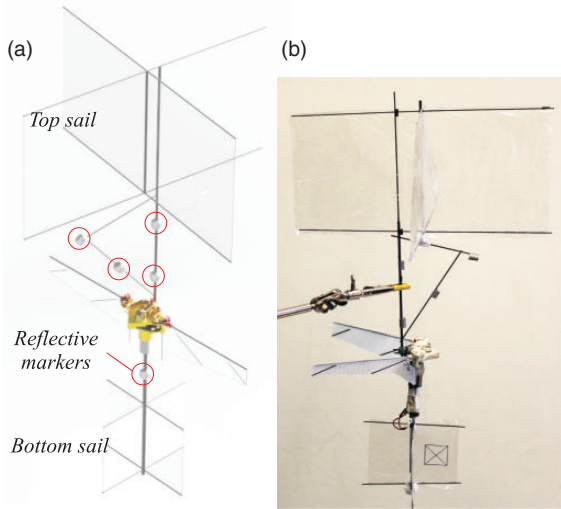 (a)
(b)
Top sail
Reflective
markers
Bottom sail